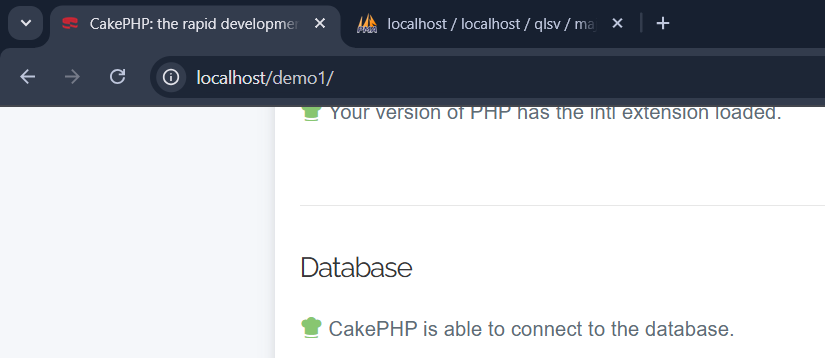 CakePHP: the rapid developmen
localhost / localhost / qlsv / ma
localhost/demo1/
Your version of PHP has the intl extension loaded.
Database
CakePHP is able to connect to the database.